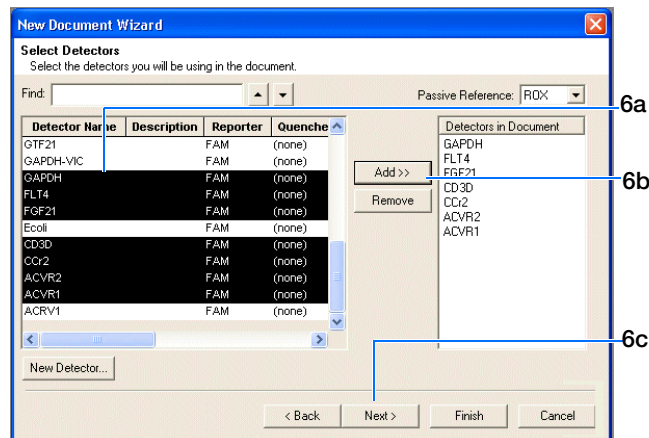 New Document Wizard
Select Detectors
Select the detectors you will be using in the document.
Find:
Passive Reference: ROX
6a
Detector Name Description Reporter Quenche
GTF21 FAM (none)
GAPDH-VIC FAM (none)
GAPDH FAM (none)
FLT4 FAM (none)
FGF21 FAM (none)
Ecoli FAM (none)
CD3D FAM (none)
CCr2 FAM (none)
ACVR2 FAM (none)
ACVR1 FAM (none)
ACRV1 FAM (none)
Add >>
6b
Remove
Detectors in Document
GAPDH
FLT4
FGF21
CD3D
CCr2
ACVR2
ACVR1
6c
New Detector...
< Back Next > Finish Cancel